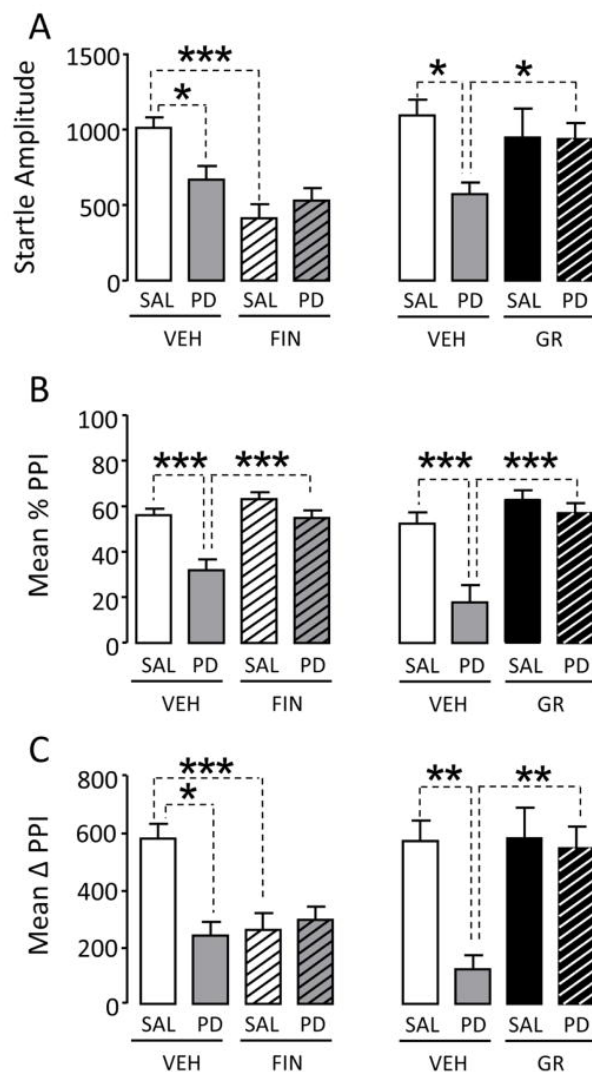 A
Startle Amplitude
1500
1000
500
0
***
*
* *
SAL PD SAL PD SAL PD SAL PD
VEH FIN VEH GR
B
Mean % PPI
100
80
60
40
20
0
*** *** *** ***
SAL PD SAL PD SAL PD SAL PD
VEH FIN VEH GR
C
Mean Δ PPI
800
600
400
200
0
***
*
** **
SAL PD SAL PD SAL PD SAL PD
VEH FIN VEH GR